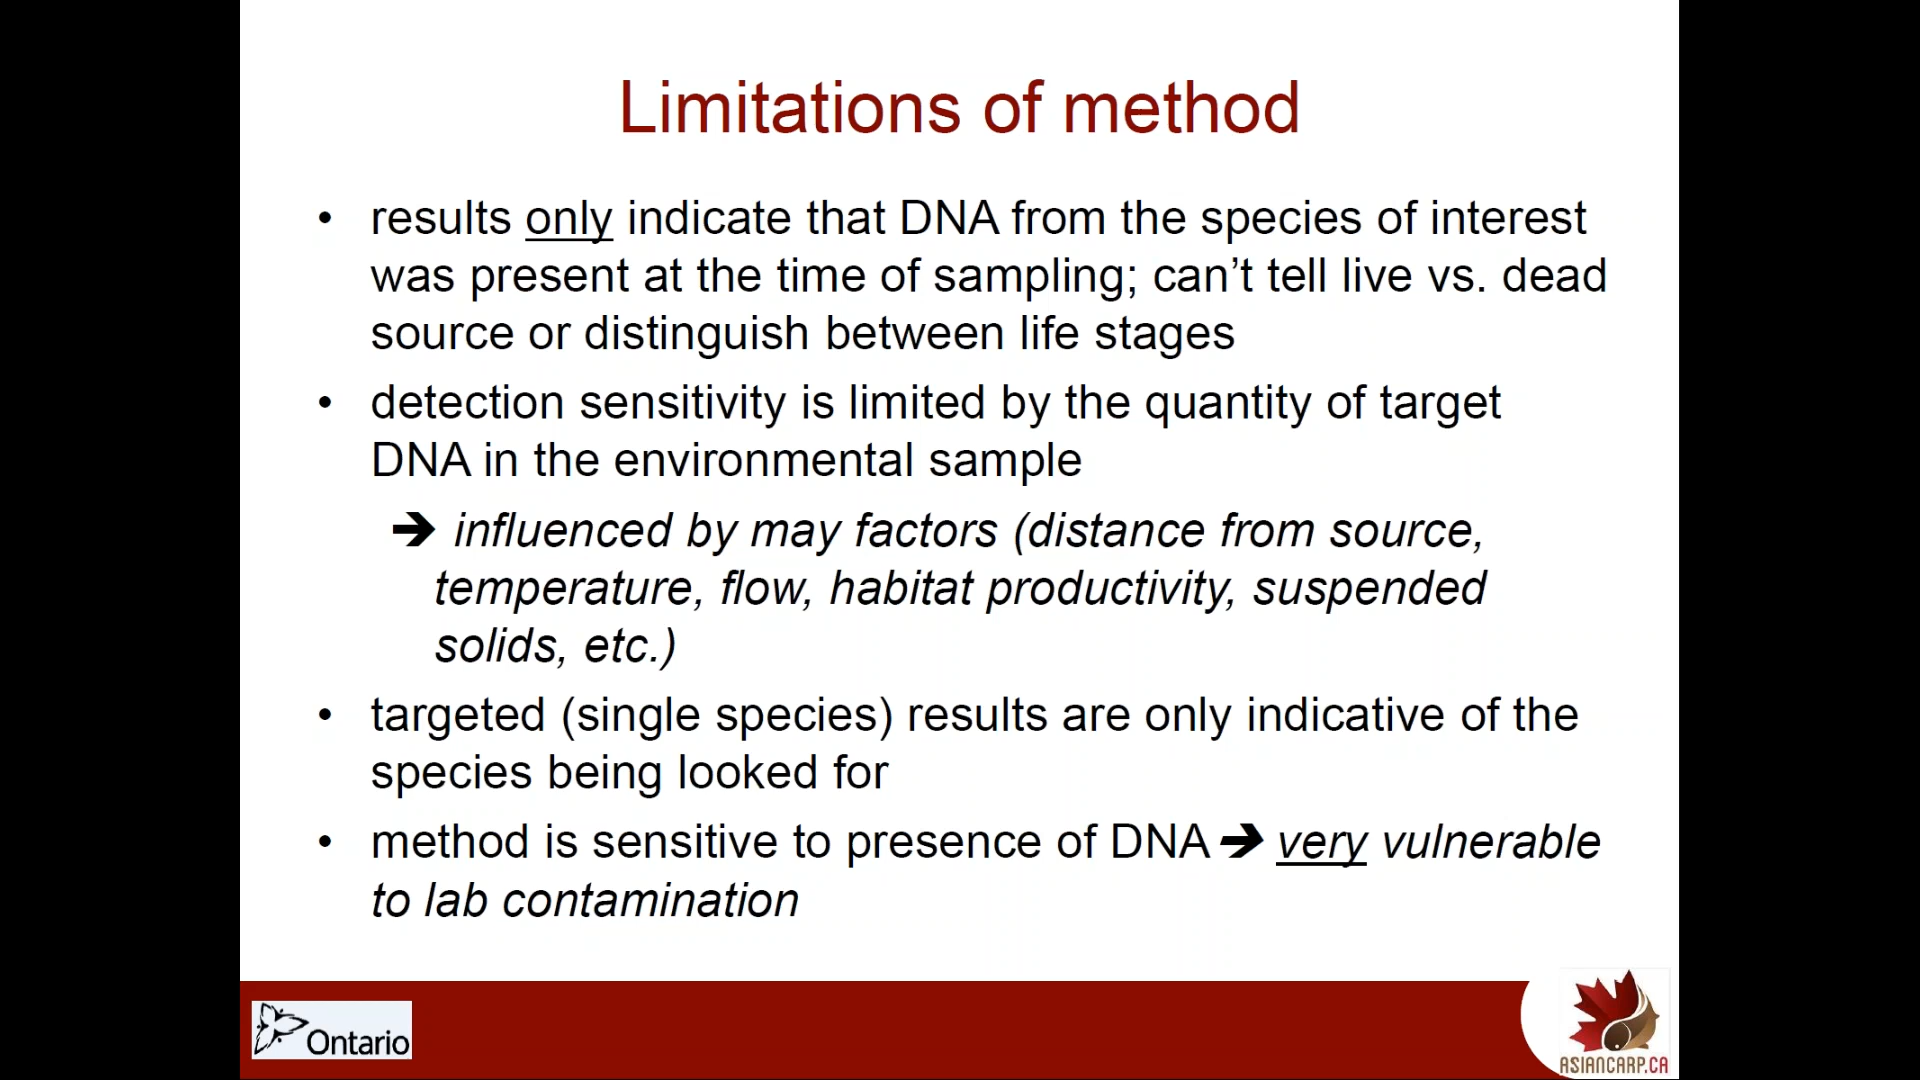 Limitations of method
• results only indicate that DNA from the species of interest
was present at the time of sampling; can’t tell live vs. dead
source or distinguish between life stages
• detection sensitivity is limited by the quantity of target
DNA in the environmental sample
➔ influenced by may factors (distance from source,
temperature, flow, habitat productivity, suspended
solids, etc.)
• targeted (single species) results are only indicative of the
species being looked for
• method is sensitive to presence of DNA ➔ very vulnerable
to lab contamination
Ontario
ASIANCARP.CA